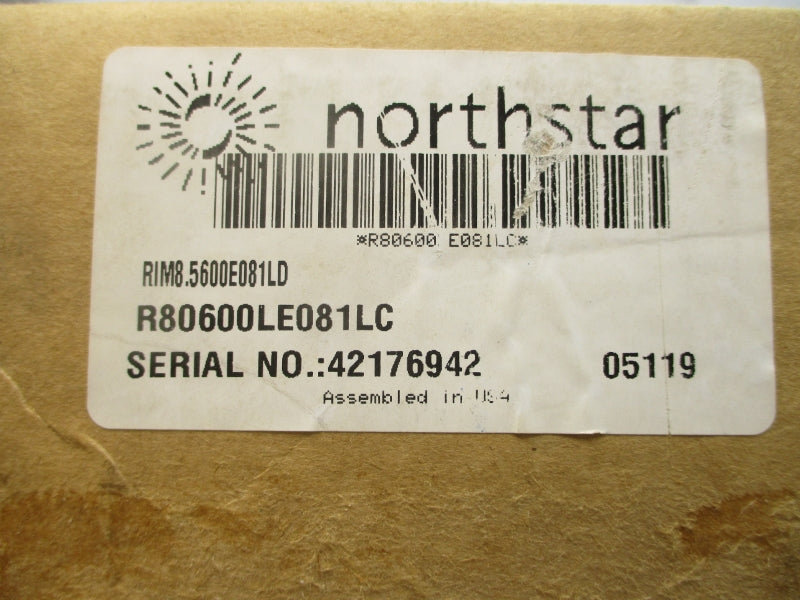 northstar
*R80600 E081LC*
RIM8.5600E081LD
R80600LE081LC
SERIAL NO.:42176942 05119
Assembled in USA